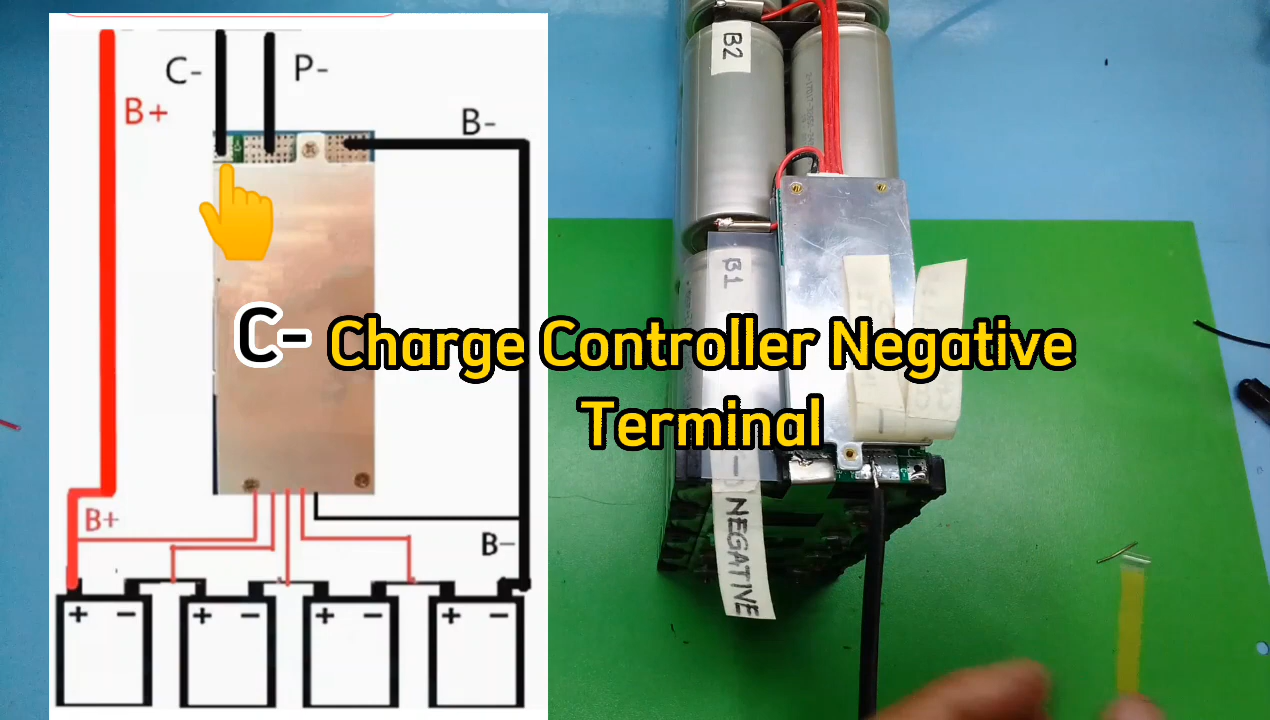 C-
P-
B+
B-
B+
B-
+ -
+ -
+ -
+ -
C- Charge Controller Negative
Terminal
B2
B1
NEGATIVE